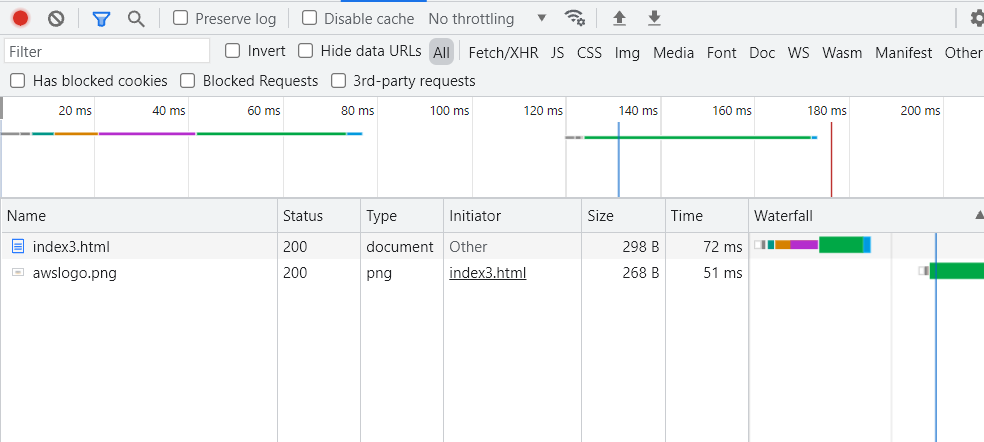 Preserve log Disable cache No throttling
Filter Invert Hide data URLs All Fetch/XHR JS CSS Img Media Font Doc WS Wasm Manifest Other
Has blocked cookies Blocked Requests 3rd-party requests
20 ms 40 ms 60 ms 80 ms 100 ms 120 ms 140 ms 160 ms 180 ms 200 ms
Name Status Type Initiator Size Time Waterfall
index3.html 200 document Other 298 B 72 ms
awslogo.png 200 png index3.html 268 B 51 ms